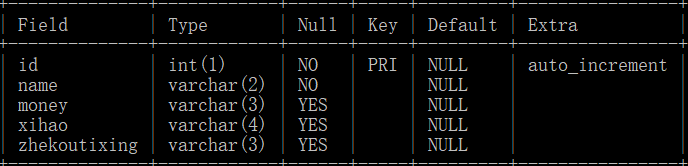 Field Type Null Key Default Extra
id int(1) NO PRI NULL auto_increment
name varchar(2) NO NULL
money varchar(3) YES NULL
xihao varchar(4) YES NULL
zhekoutixing varchar(3) YES NULL